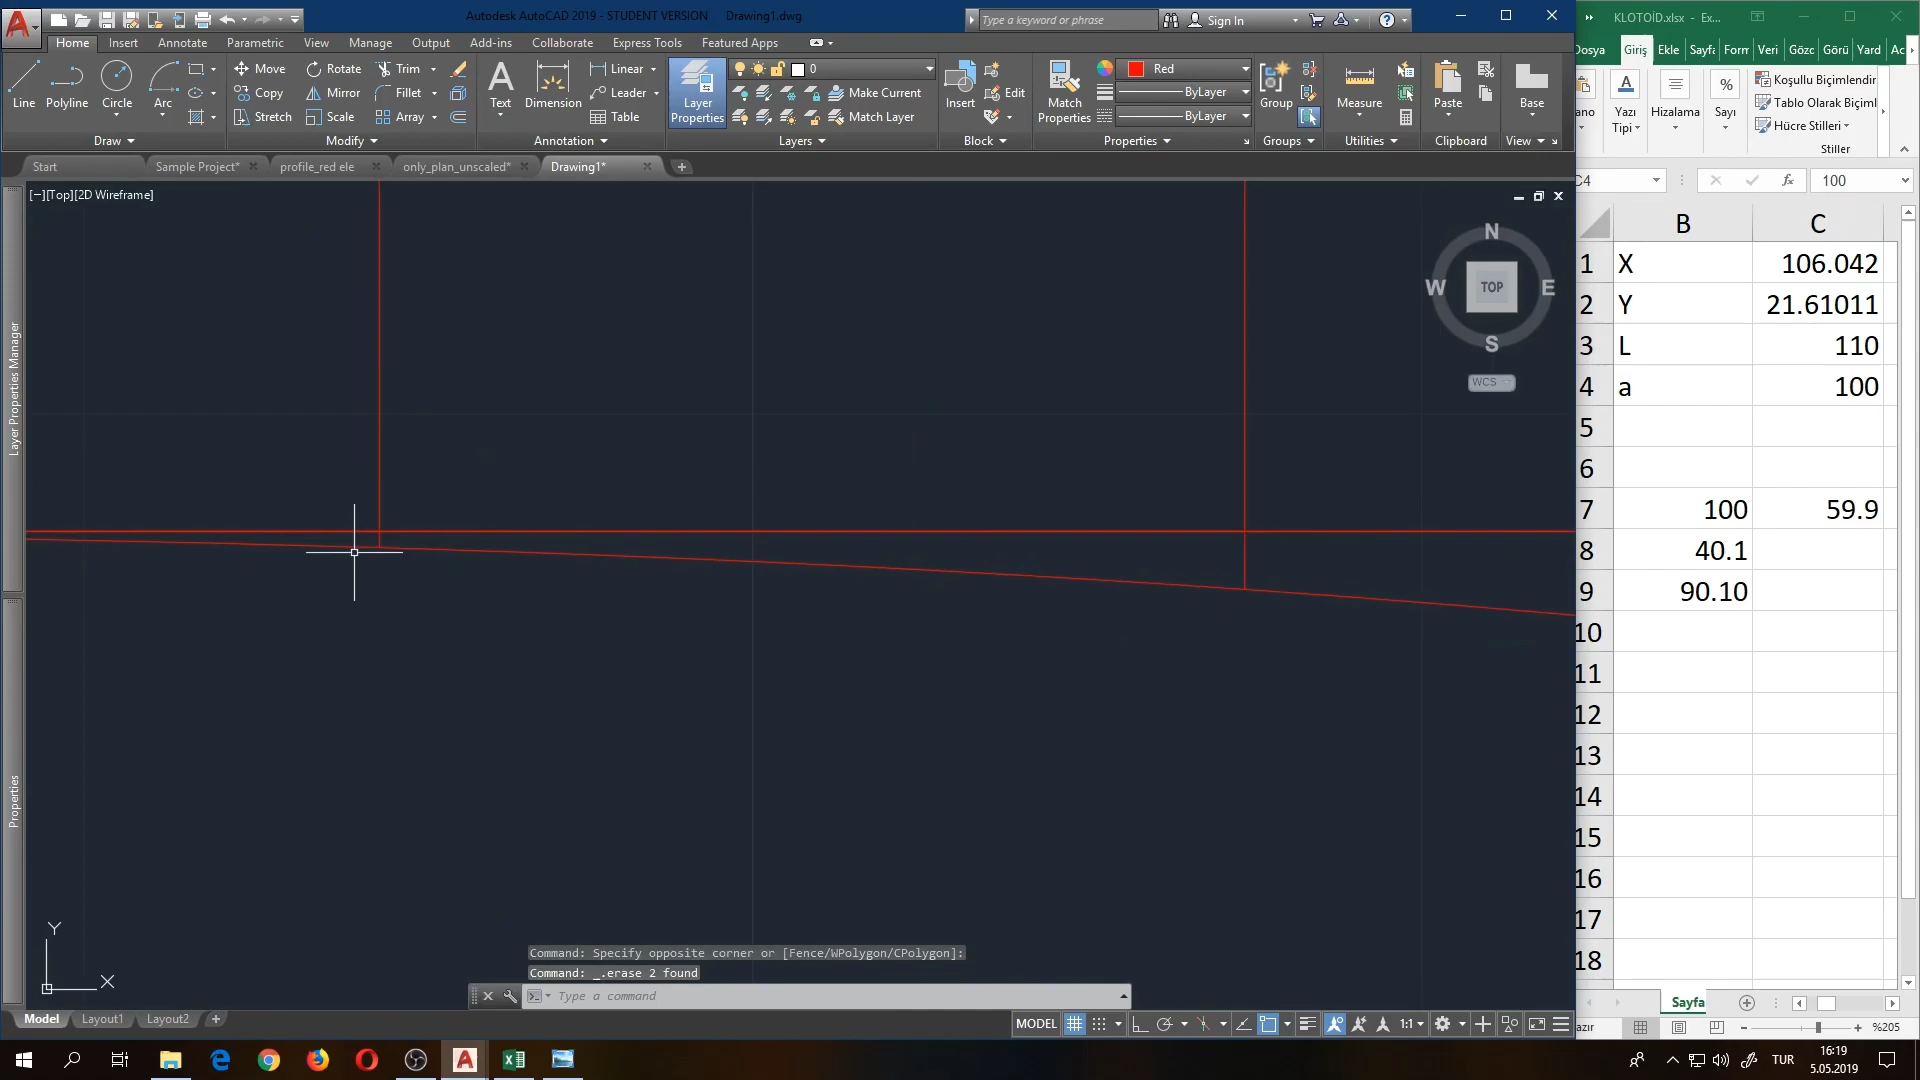 Autodesk AutoCAD 2019 - STUDENT VERSION Drawing1.dwg
Type a keyword or phrase
Sign In
KLOTOİD.xlsx - Ex...
Home Insert Annotate Parametric View Manage Output Add-ins Collaborate Express Tools Featured Apps
Dosya Giriş Ekle Sayfa Form Veri Gözc Görü Yard Ac
Line Polyline Circle Arc
Draw
Move Rotate Trim
Copy Mirror Fillet
Stretch Scale Array
Modify
Text Dimension
Linear
Leader
Table
Annotation
Layer
Properties
0
Make Current
Match Layer
Layers
Insert
Edit
Block
Match
Properties
Red
ByLayer
ByLayer
Properties
Group
Groups
Measure
Utilities
Paste
Clipboard
Base
View
ano
Yazı
Tipi
Hizalama
%
Sayı
Koşullu Biçimlendir
Tablo Olarak Biçiml
Hücre Stilleri
Stiller
Start Sample Project* profile_red ele only_plan_unscaled* Drawing1*
C4 fx 100
[−][Top][2D Wireframe]
N
W TOP E
S
WCS
Layer Properties Manager
Properties
B C
1 X 106.042
2 Y 21.61011
3 L 110
4 a 100
5
6
7 100 59.9
8 40.1
9 90.10
10
11
12
13
14
15
16
17
18
Y
X
Command: Specify opposite corner or [Fence/WPolygon/CPolygon]:
Command: _.erase 2 found
Type a command
Model Layout1 Layout2
MODEL 1:1
Sayfa
azır %205
TUR
16:19
5.05.2019